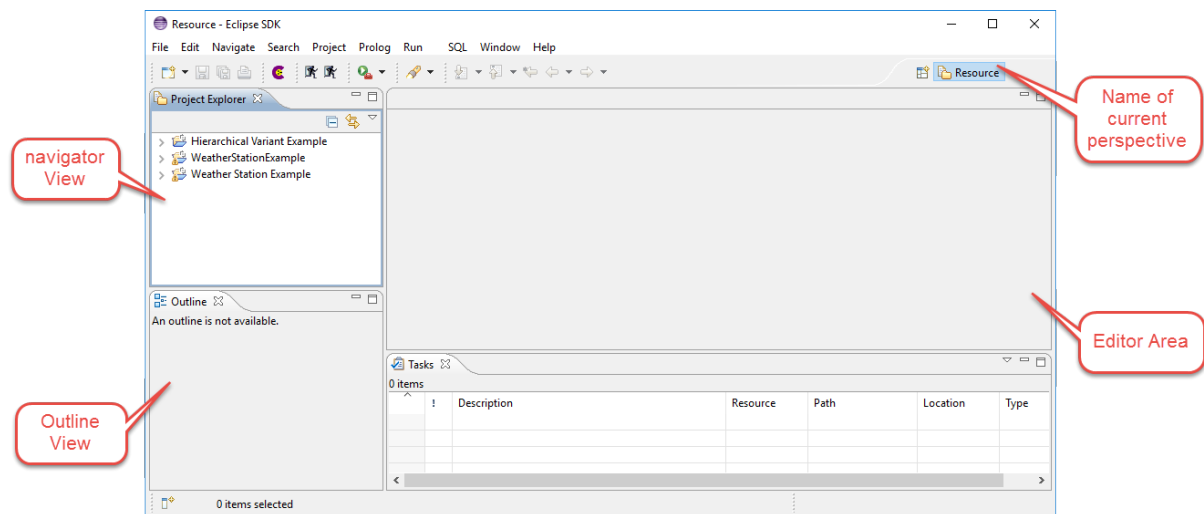 Resource - Eclipse SDK
File Edit Navigate Search Project Prolog Run SQL Window Help
Resource
Name of
current
perspective
Project Explorer
Hierarchical Variant Example
WeatherStationExample
Weather Station Example
navigator
View
Outline
An outline is not available.
Outline
View
Editor Area
Tasks
0 items
! Description Resource Path Location Type
0 items selected